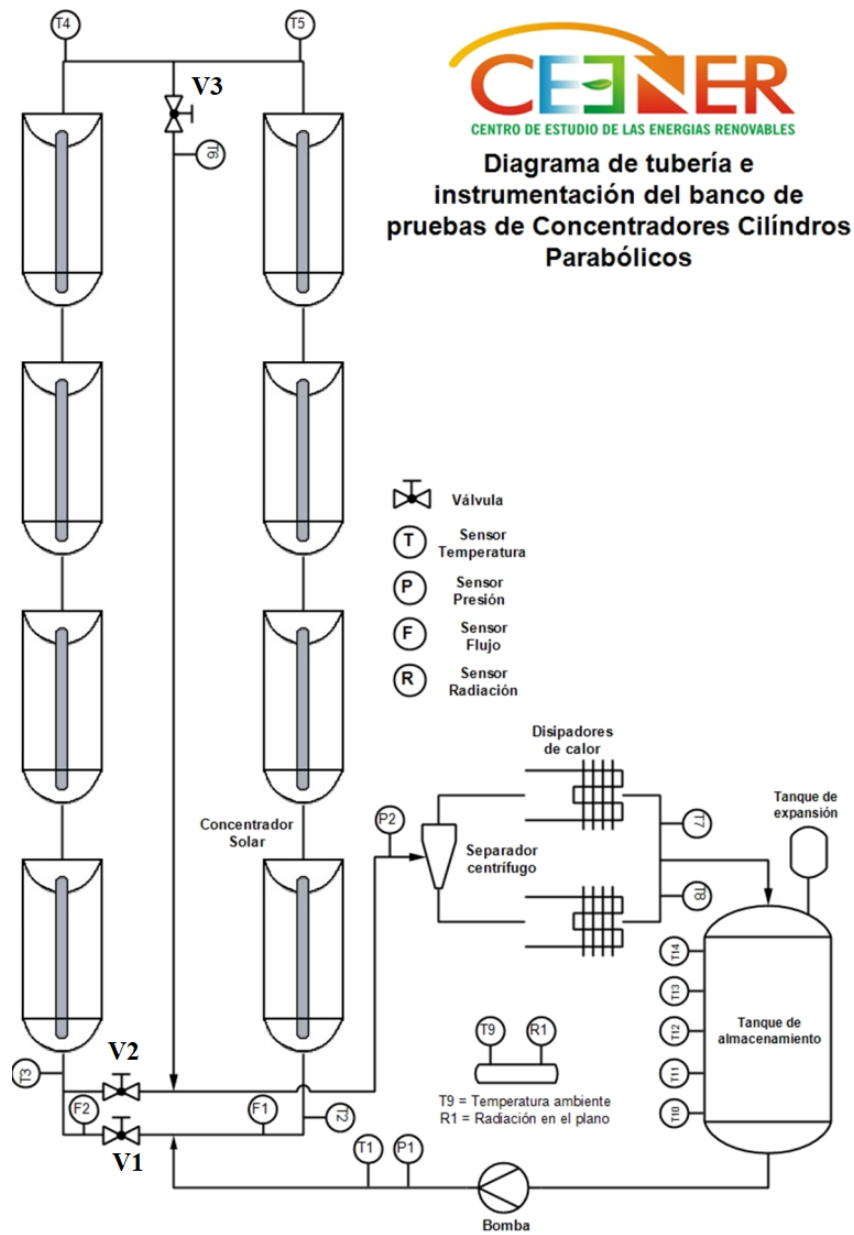 T4
T5
V3
T6
CEENER
CENTRO DE ESTUDIO DE LAS ENERGIAS RENOVABLES
Diagrama de tubería e
instrumentación del banco de
pruebas de Concentradores Cilíndros
Parabólicos
Válvula
T
Sensor
Temperatura
P
Sensor
Presión
F
Sensor
Flujo
R
Sensor
Radiación
Disipadores
de calor
Tanque de
expansión
Concentrador
Solar
P2
Separador
centrífugo
T7
T8
T14
T13
T12
T11
T10
Tanque de
almacenamiento
T9
R1
T9 = Temperatura ambiente
R1 = Radiación en el plano
T3
V2
F2
F1
T2
V1
T1
P1
Bomba